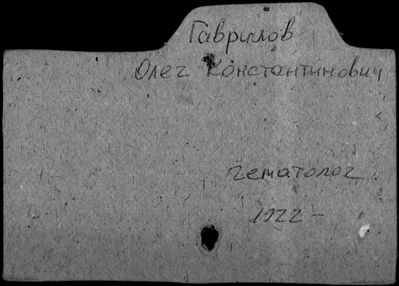 Гаврилов
Олег Константинович
гематолог
1922 -